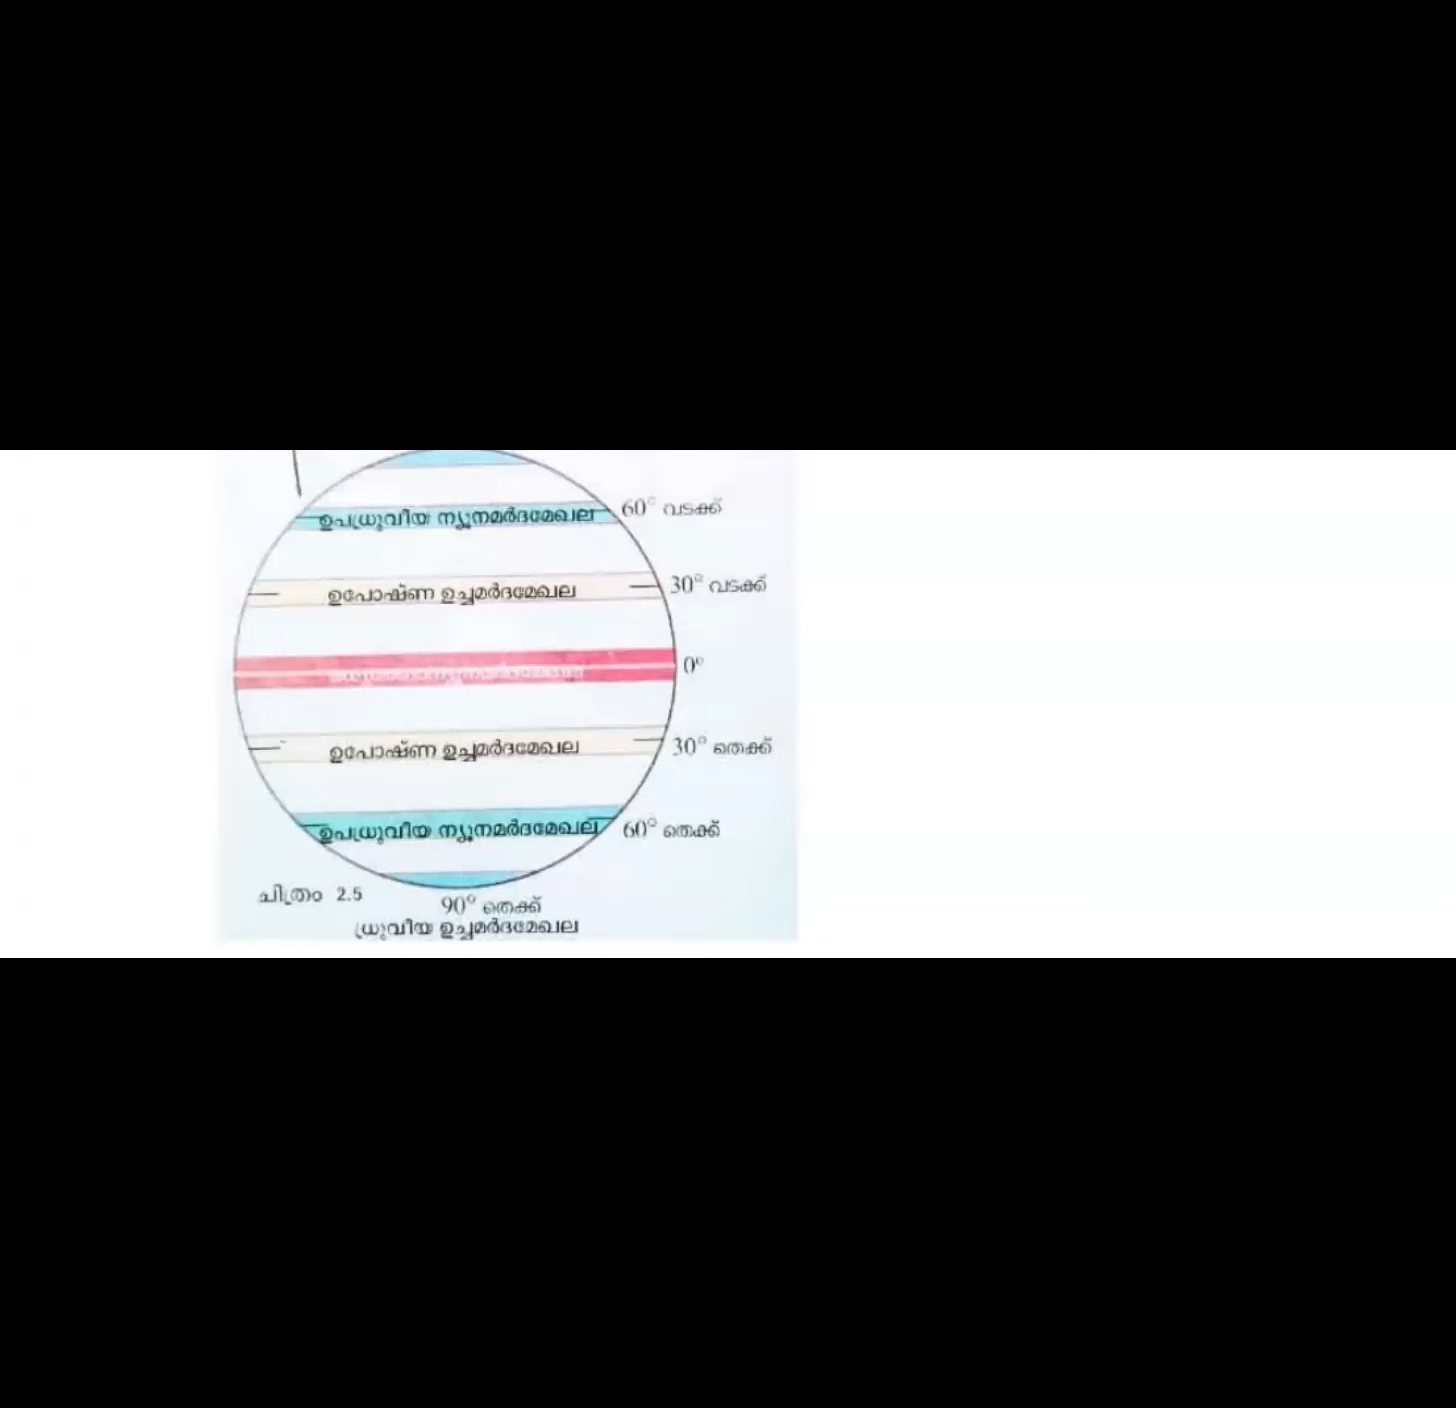 ഉപധ്രുവീയ ന്യൂനമർദമേഖല 60° വടക്ക്
ഉപോഷ്ണ ഉച്ചമർദമേഖല 30° വടക്ക്
0°
ഉപോഷ്ണ ഉച്ചമർദമേഖല 30° തെക്ക്
ഉപധ്രുവീയ ന്യൂനമർദമേഖല 60° തെക്ക്
ചിത്രം 2.5
90° തെക്ക്
ധ്രുവീയ ഉച്ചമർദമേഖല